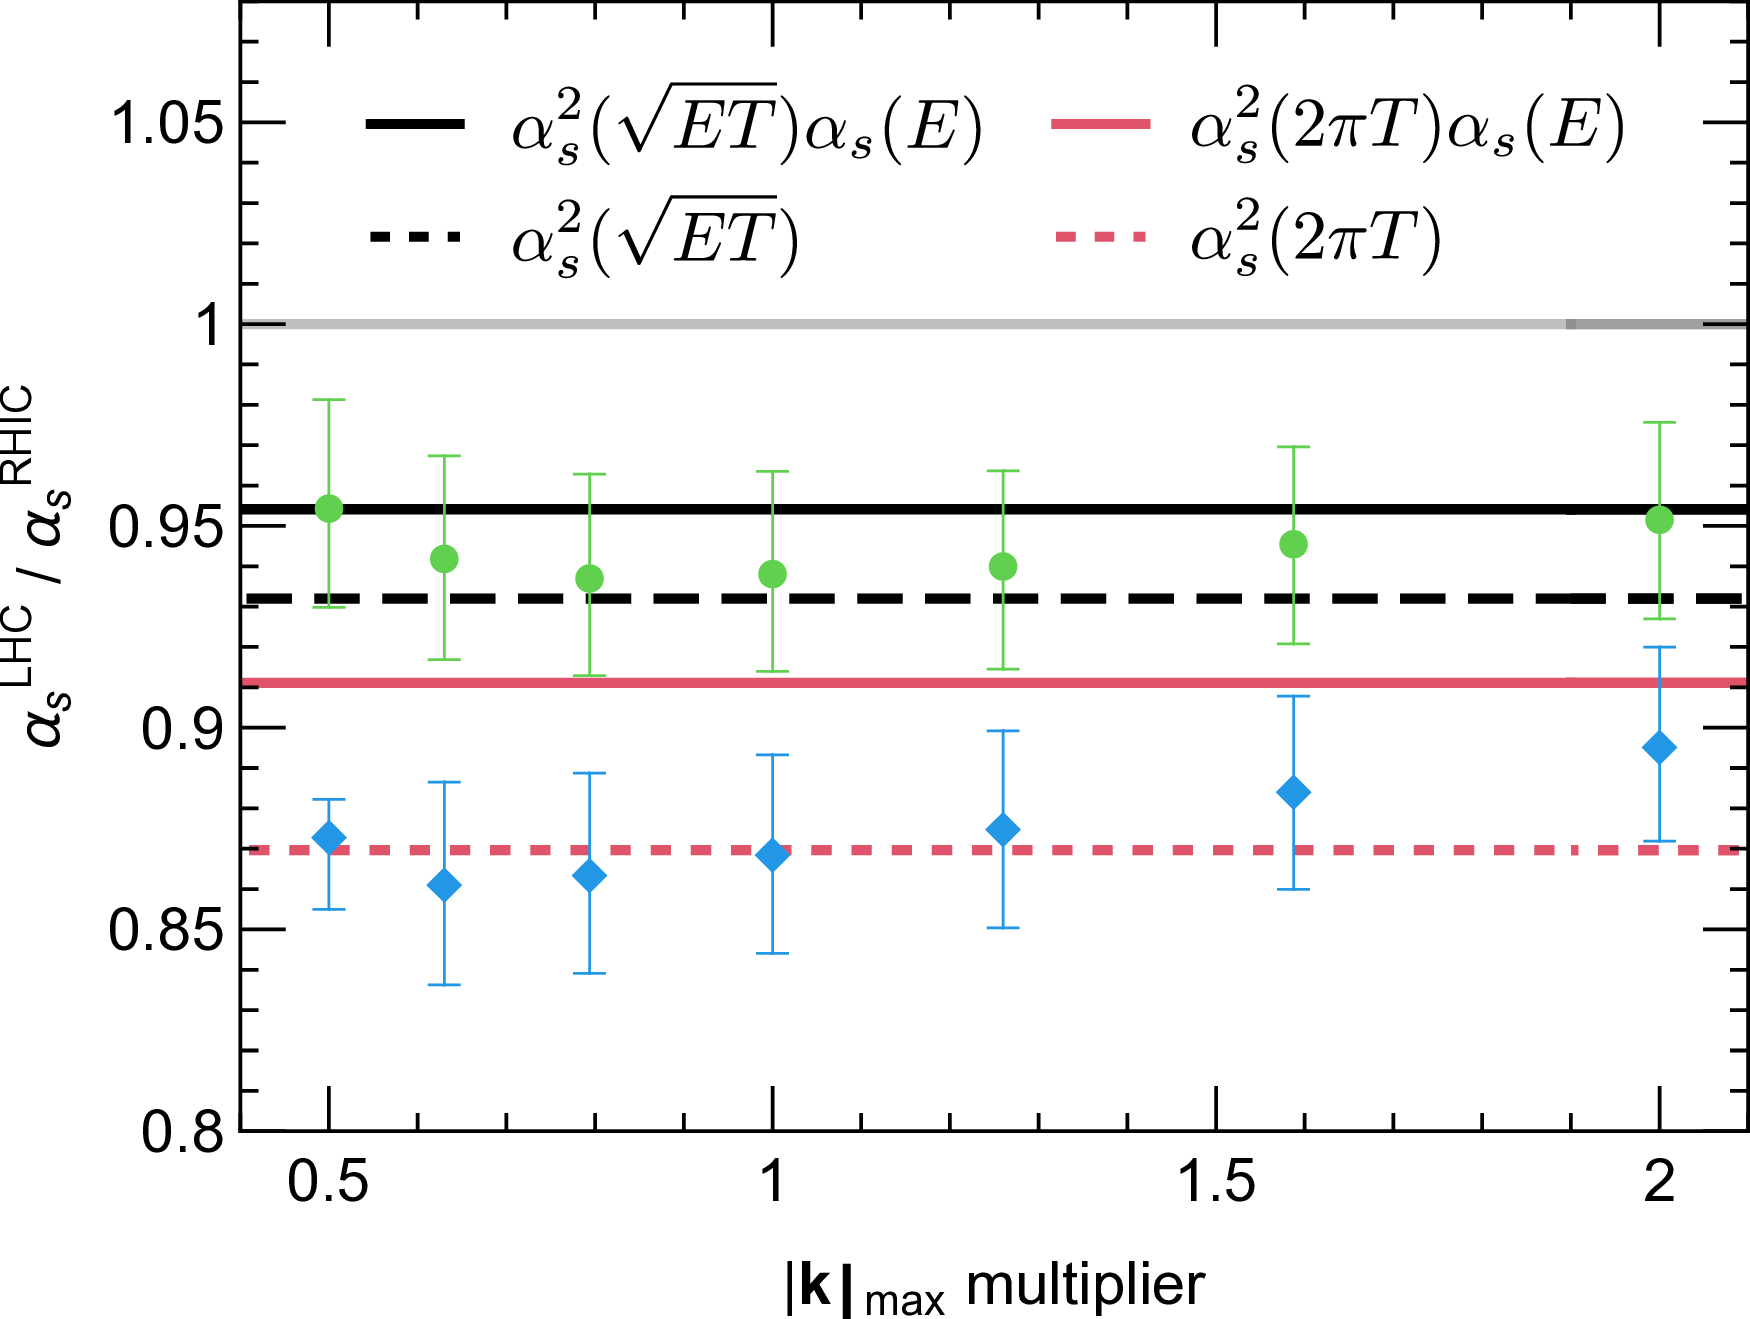 1.05
1
0.95
0.9
0.85
0.8
α_s^LHC / α_s^RHIC
α_s^2(√ET)α_s(E)
α_s^2(2πT)α_s(E)
α_s^2(√ET)
α_s^2(2πT)
0.5 1 1.5 2
|k|max multiplier